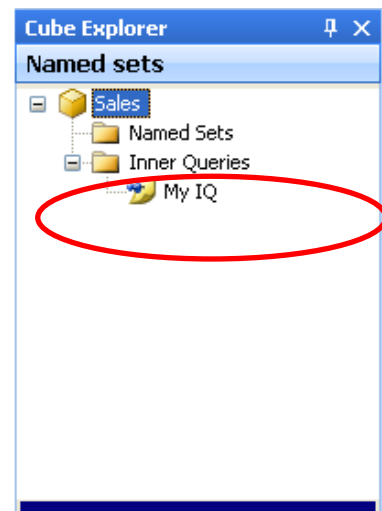 Cube Explorer
Named sets
Sales
Named Sets
Inner Queries
My IQ